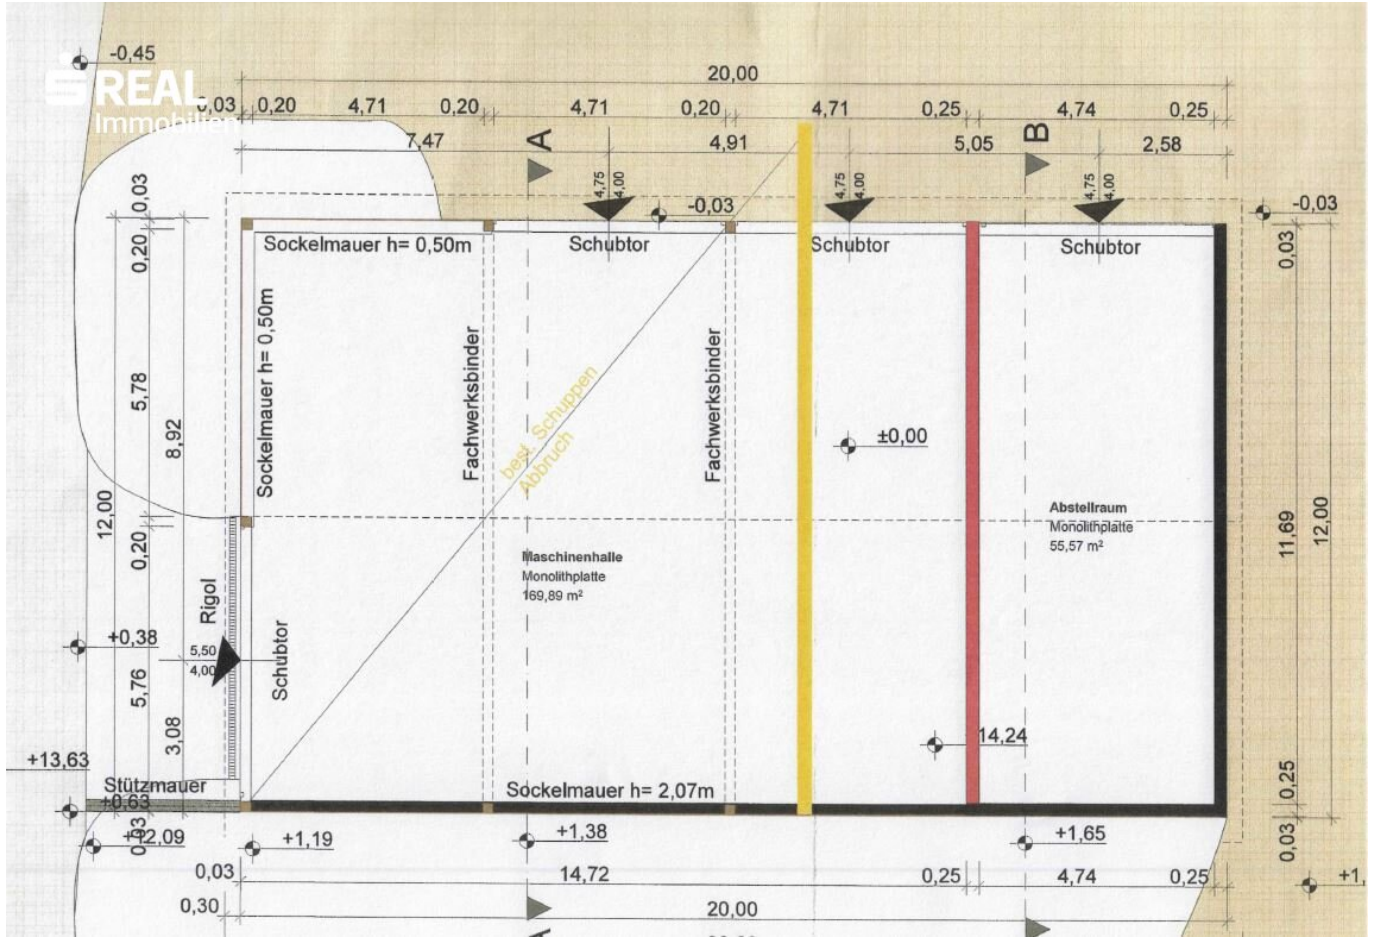 -0,45
S REAL
Immobilien
20,00
0,03 0,20 4,71 0,20 4,71 0,20 4,71 0,25 4,74 0,25
7,47 A 4,91 5,05 B 2,58
4,75 4,00
4,75 4,00
4,75 4,00
0,03
-0,03
-0,03
Sockelmauer h= 0,50m
Schubtor
Schubtor
Schubtor
0,20
0,03
Sockelmauer h= 0,50m
Fachwerksbinder
Fachwerksbinder
5,78
8,92
best. Schuppen
Abbruch
±0,00
12,00
0,20
Abstellraum
Monolithplatte
55,57 m²
11,69
12,00
Maschinenhalle
Monolithplatte
169,89 m²
Rigol
+0,38
5,50
4,00
Schubtor
5,76
3,08
14,24
+13,63
Stützmauer
+0,63
Sockelmauer h= 2,07m
0,25
0,03
2,09
+1,19
+1,38
+1,65
0,03
0,03 14,72 0,25 4,74 0,25
+1,
0,30 20,00